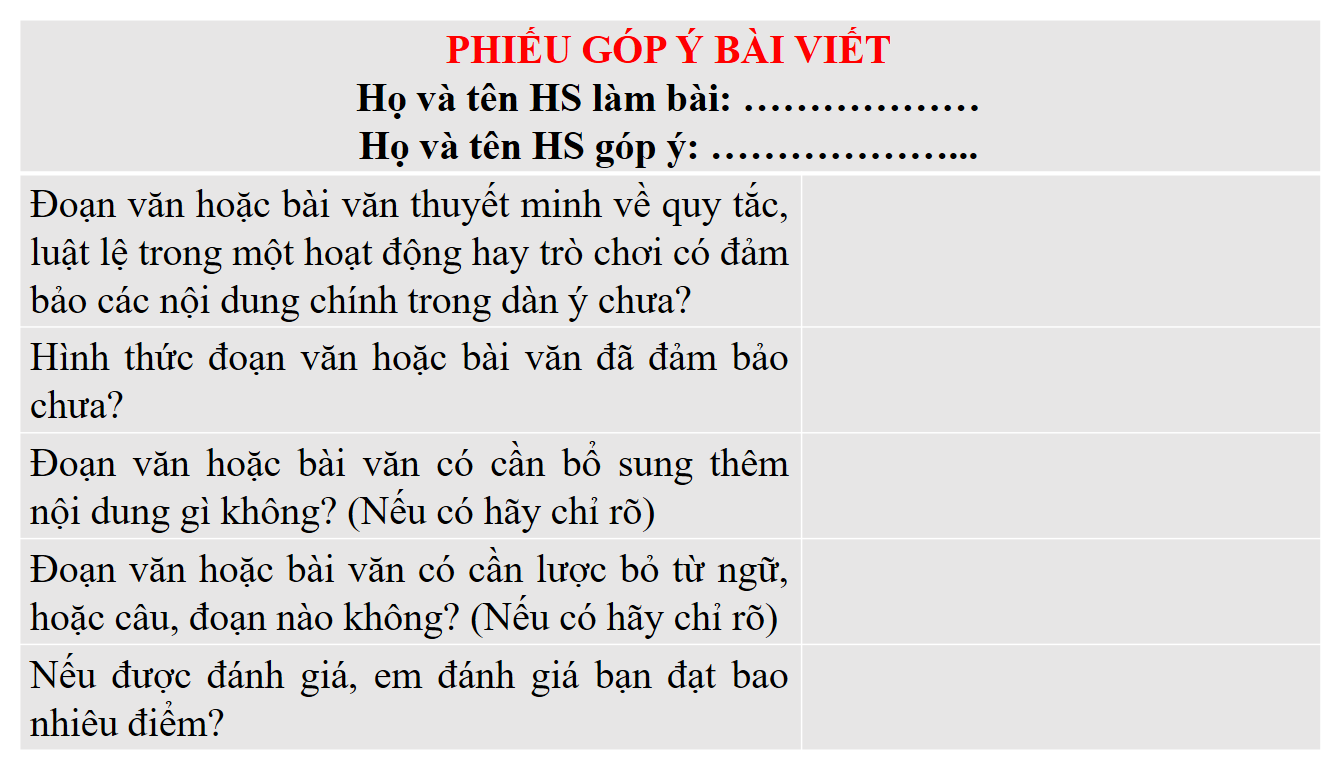 PHIẾU GÓP Ý BÀI VIẾT
Họ và tên HS làm bài: ………………
Họ và tên HS góp ý: ………………...
Đoạn văn hoặc bài văn thuyết minh về quy tắc,
luật lệ trong một hoạt động hay trò chơi có đảm
bảo các nội dung chính trong dàn ý chưa?
Hình thức đoạn văn hoặc bài văn đã đảm bảo
chưa?
Đoạn văn hoặc bài văn có cần bổ sung thêm
nội dung gì không? (Nếu có hãy chỉ rõ)
Đoạn văn hoặc bài văn có cần lược bỏ từ ngữ,
hoặc câu, đoạn nào không? (Nếu có hãy chỉ rõ)
Nếu được đánh giá, em đánh giá bạn đạt bao
nhiêu điểm?